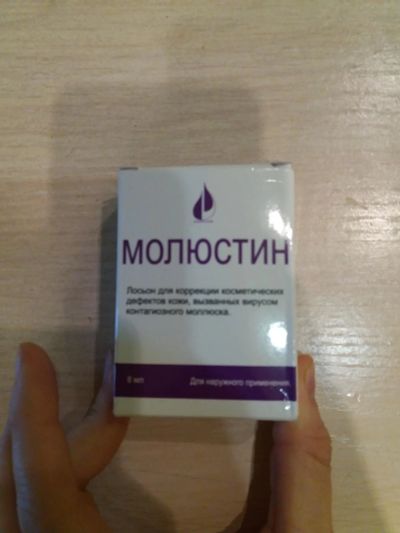 МОЛЮСТИН
Лосьон для коррекции косметических
дефектов кожи, вызванных вирусом
контагиозного моллюска.
8 мл Для наружного применения